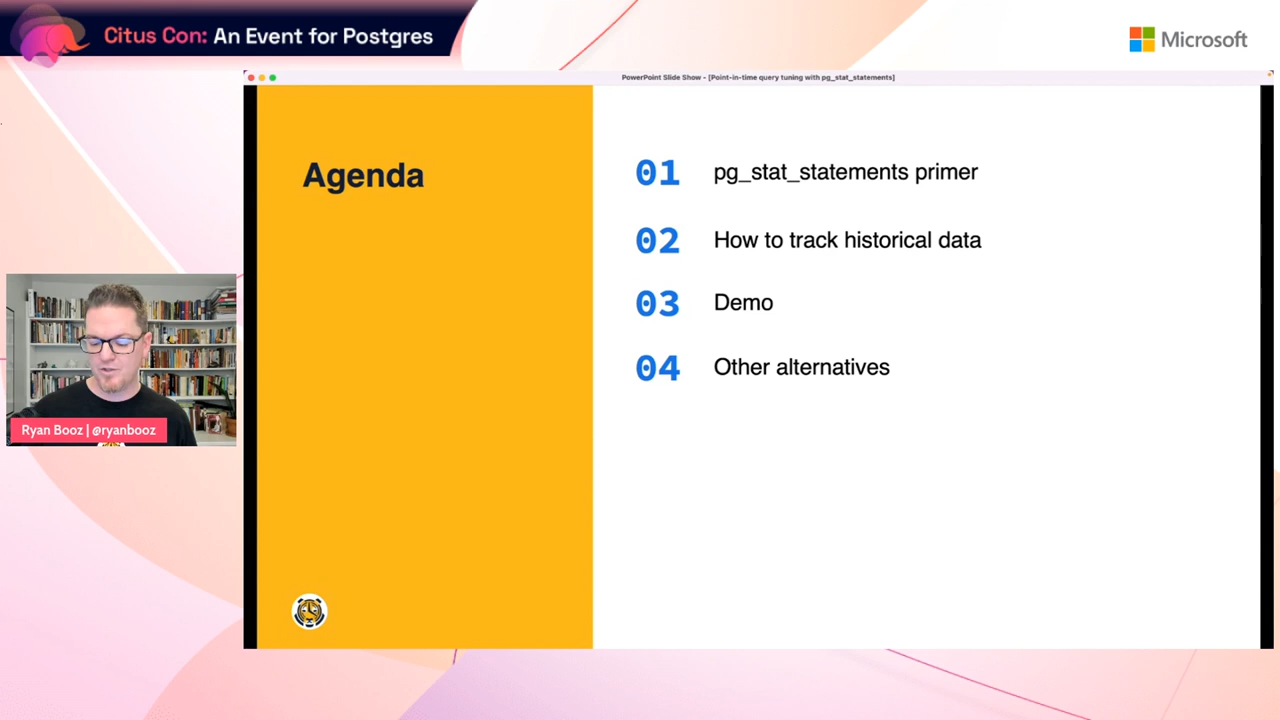 Citus Con: An Event for Postgres
Microsoft
PowerPoint Slide Show - [Point-in-time query tuning with pg_stat_statements]
Agenda
01 pg_stat_statements primer
02 How to track historical data
03 Demo
04 Other alternatives
Ryan Booz | @ryanbooz